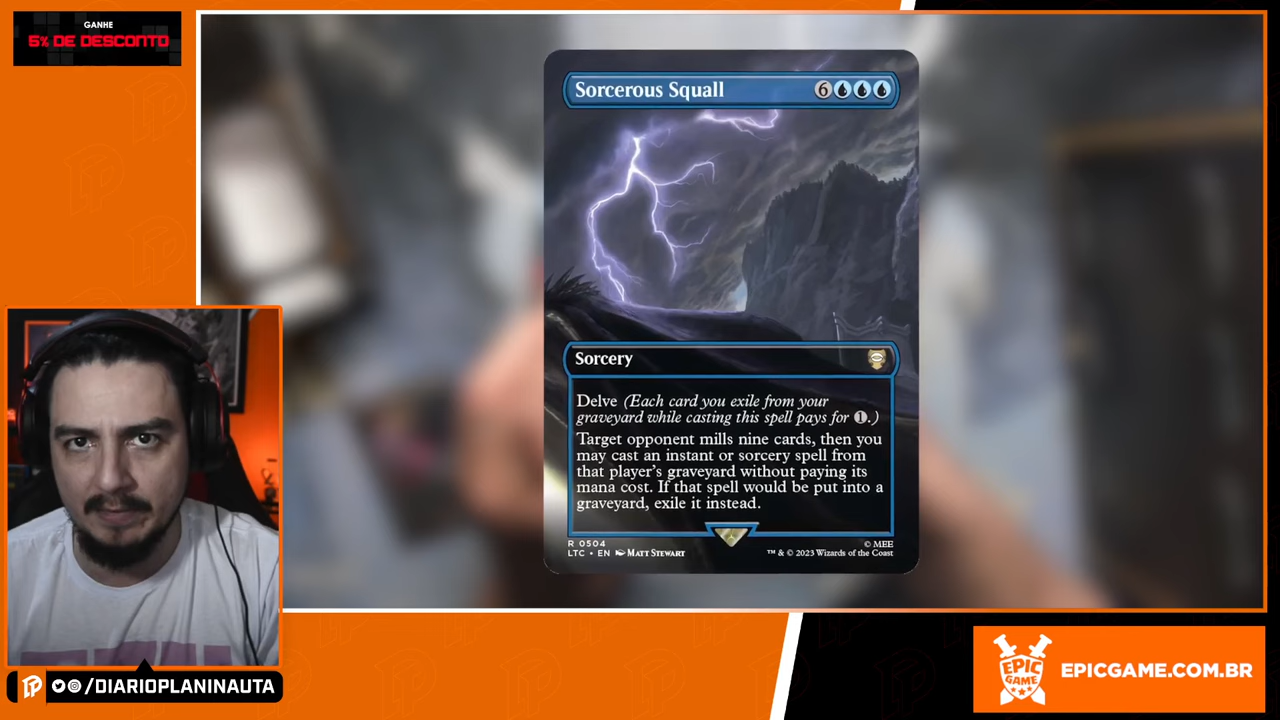 GANHE
5% DE DESCONTO
Sorcerous Squall
6
Sorcery
Delve (Each card you exile from your
graveyard while casting this spell pays for 1.)
Target opponent mills nine cards, then you
may cast an instant or sorcery spell from
that player's graveyard without paying its
mana cost. If that spell would be put into a
graveyard, exile it instead.
R 0504
LTC • EN Matt Stewart
© MEE
™ & © 2023 Wizards of the Coast
/DIARIOPLANINAUTA
EPIC
GAME
EPICGAME.COM.BR